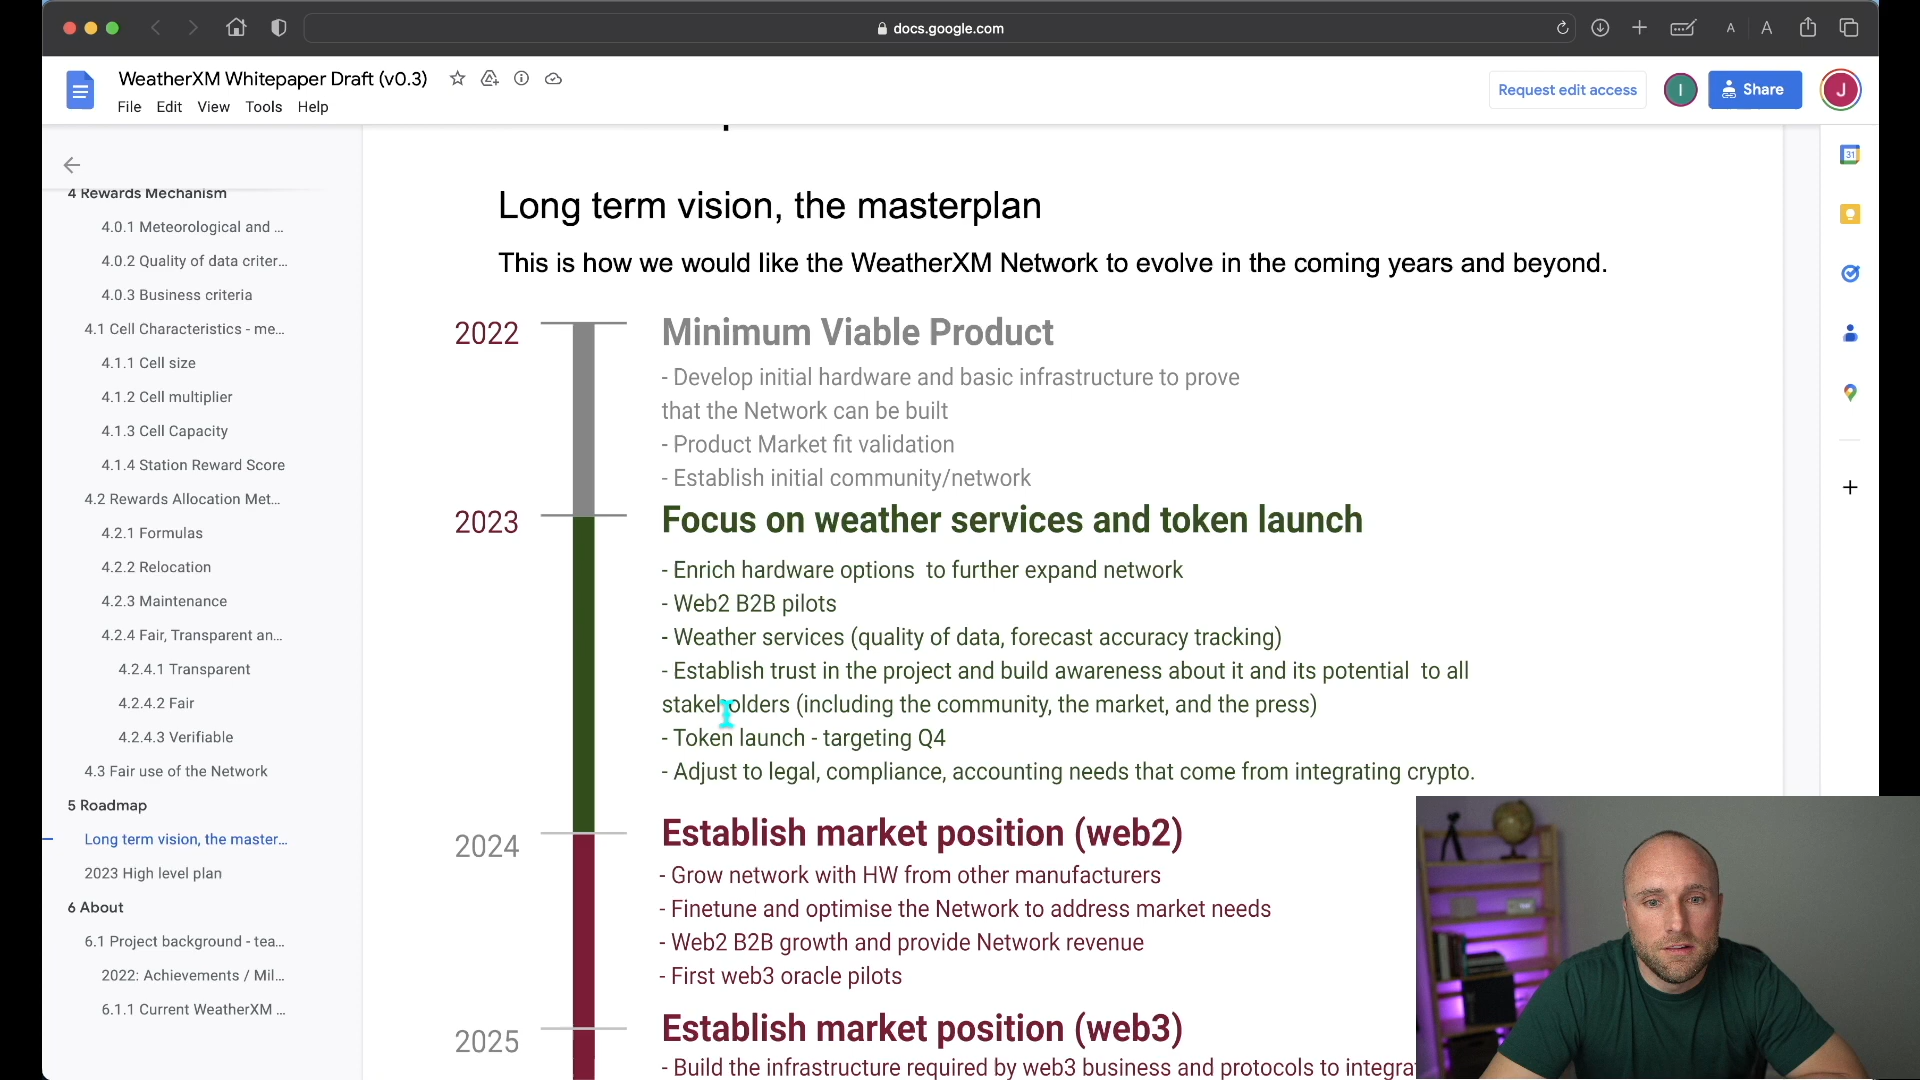 docs.google.com
A A
WeatherXM Whitepaper Draft (v0.3)
File Edit View Tools Help
Request edit access
I
Share
J
31
4 Rewards Mechanism
4.0.1 Meteorological and ...
4.0.2 Quality of data criter...
4.0.3 Business criteria
4.1 Cell Characteristics - me...
4.1.1 Cell size
4.1.2 Cell multiplier
4.1.3 Cell Capacity
4.1.4 Station Reward Score
4.2 Rewards Allocation Met...
4.2.1 Formulas
4.2.2 Relocation
4.2.3 Maintenance
4.2.4 Fair, Transparent an...
4.2.4.1 Transparent
4.2.4.2 Fair
4.2.4.3 Verifiable
4.3 Fair use of the Network
5 Roadmap
Long term vision, the master...
2023 High level plan
6 About
6.1 Project background - tea...
2022: Achievements / Mil...
6.1.1 Current WeatherXM ...
Long term vision, the masterplan
This is how we would like the WeatherXM Network to evolve in the coming years and beyond.
2022
Minimum Viable Product
- Develop initial hardware and basic infrastructure to prove
that the Network can be built
- Product Market fit validation
- Establish initial community/network
2023
Focus on weather services and token launch
- Enrich hardware options to further expand network
- Web2 B2B pilots
- Weather services (quality of data, forecast accuracy tracking)
- Establish trust in the project and build awareness about it and its potential to all
stakeholders (including the community, the market, and the press)
- Token launch - targeting Q4
- Adjust to legal, compliance, accounting needs that come from integrating crypto.
2024
Establish market position (web2)
- Grow network with HW from other manufacturers
- Finetune and optimise the Network to address market needs
- Web2 B2B growth and provide Network revenue
- First web3 oracle pilots
2025
Establish market position (web3)
- Build the infrastructure required by web3 business and protocols to integra